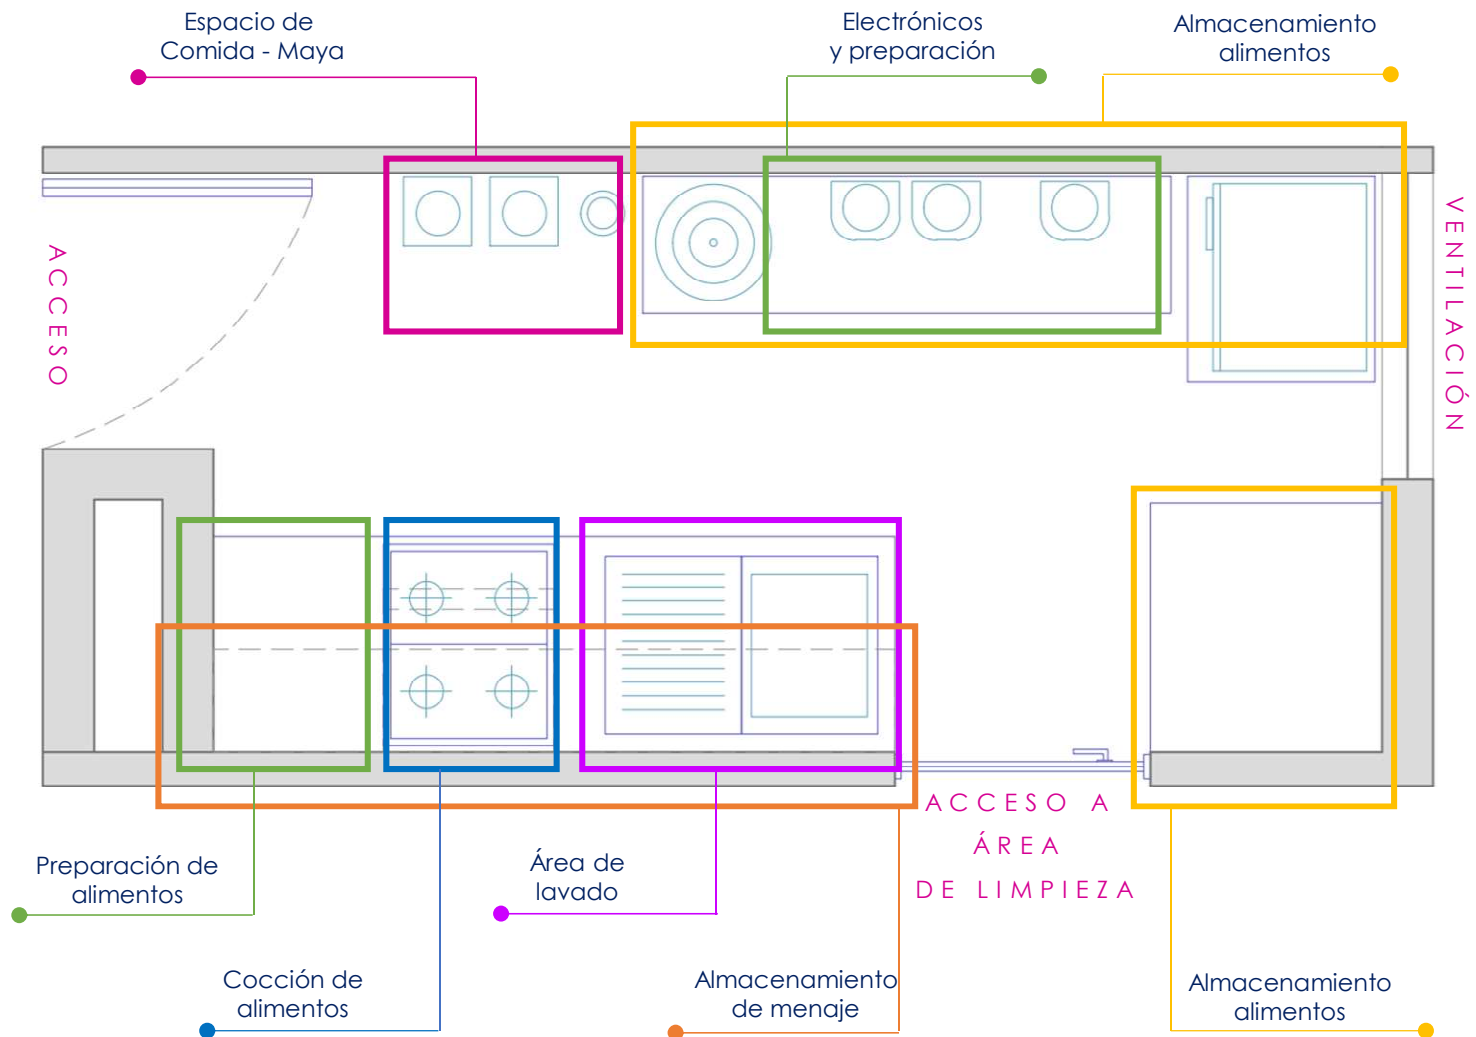 Espacio de
Comida - Maya
Electrónicos
y preparación
Almacenamiento
alimentos
ACCESO
VENTILACIÓN
ACCESO A
ÁREA
DE LIMPIEZA
Preparación de
alimentos
Área de
lavado
Cocción de
alimentos
Almacenamiento
de menaje
Almacenamiento
alimentos